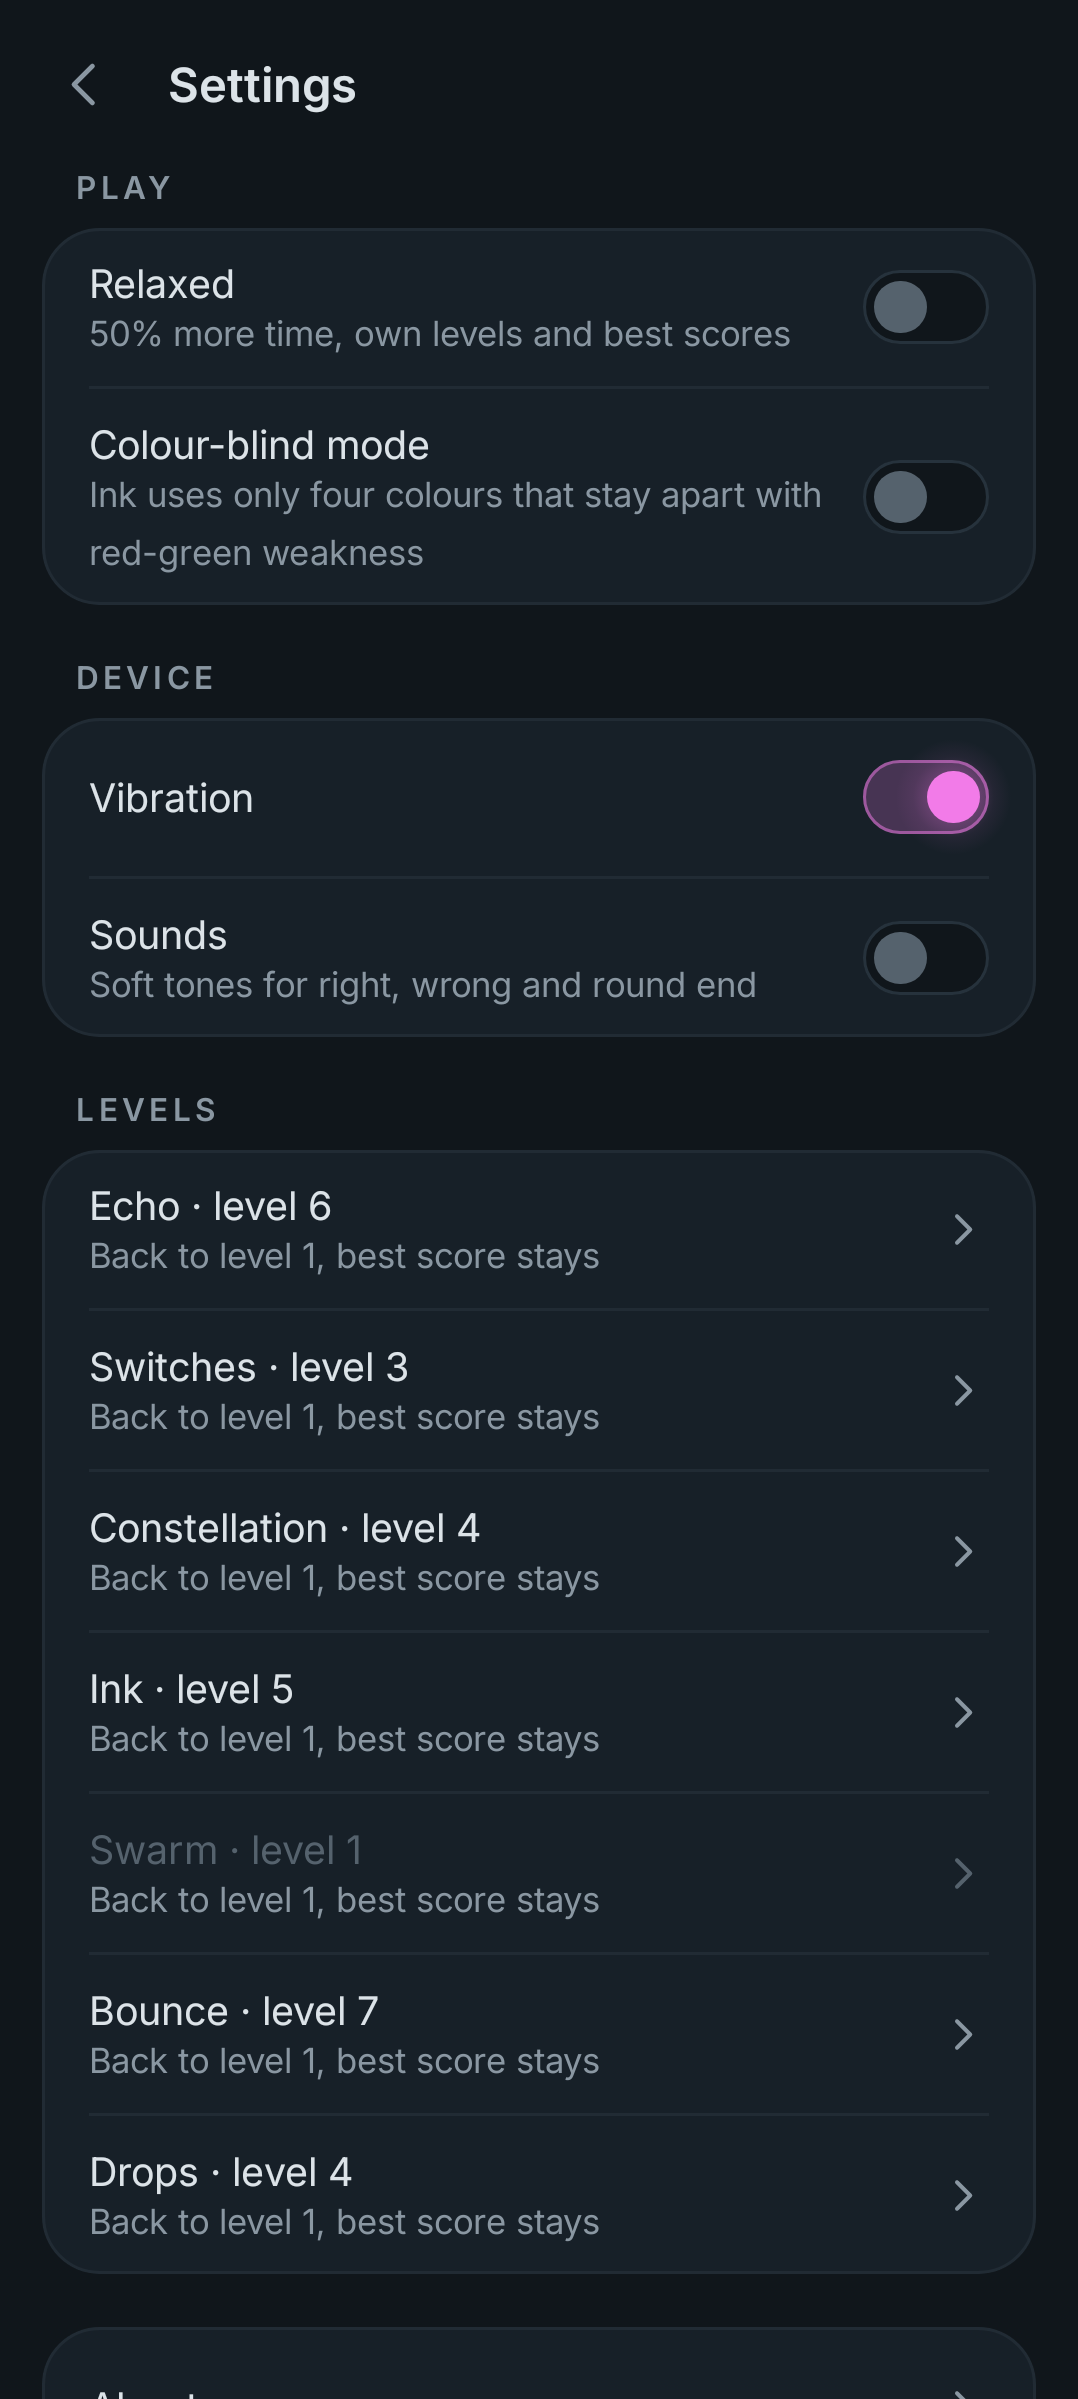 Settings
PLAY
Relaxed
50% more time, own levels and best scores
Colour-blind mode
Ink uses only four colours that stay apart with
red-green weakness
DEVICE
Vibration
Sounds
Soft tones for right, wrong and round end
LEVELS
Echo · level 6
Back to level 1, best score stays
Switches · level 3
Back to level 1, best score stays
Constellation · level 4
Back to level 1, best score stays
Ink · level 5
Back to level 1, best score stays
Swarm · level 1
Back to level 1, best score stays
Bounce · level 7
Back to level 1, best score stays
Drops · level 4
Back to level 1, best score stays